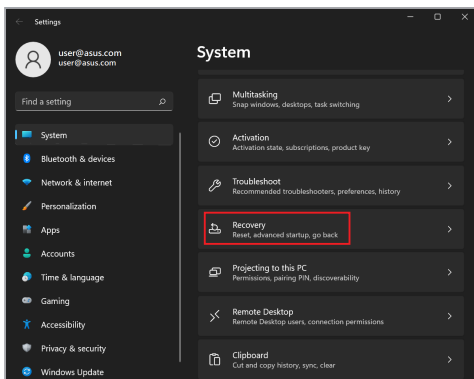 Settings
user@asus.com
user@asus.com
Find a setting
System
Bluetooth & devices
Network & internet
Personalization
Apps
Accounts
Time & language
Gaming
Accessibility
Privacy & security
Windows Update
System
Multitasking
Snap windows, desktops, task switching
Activation
Activation state, subscriptions, product key
Troubleshoot
Recommended troubleshooters, preferences, history
Recovery
Reset, advanced startup, go back
Projecting to this PC
Permissions, pairing PIN, discoverability
Remote Desktop
Remote Desktop users, connection permissions
Clipboard
Cut and copy history, sync, clear